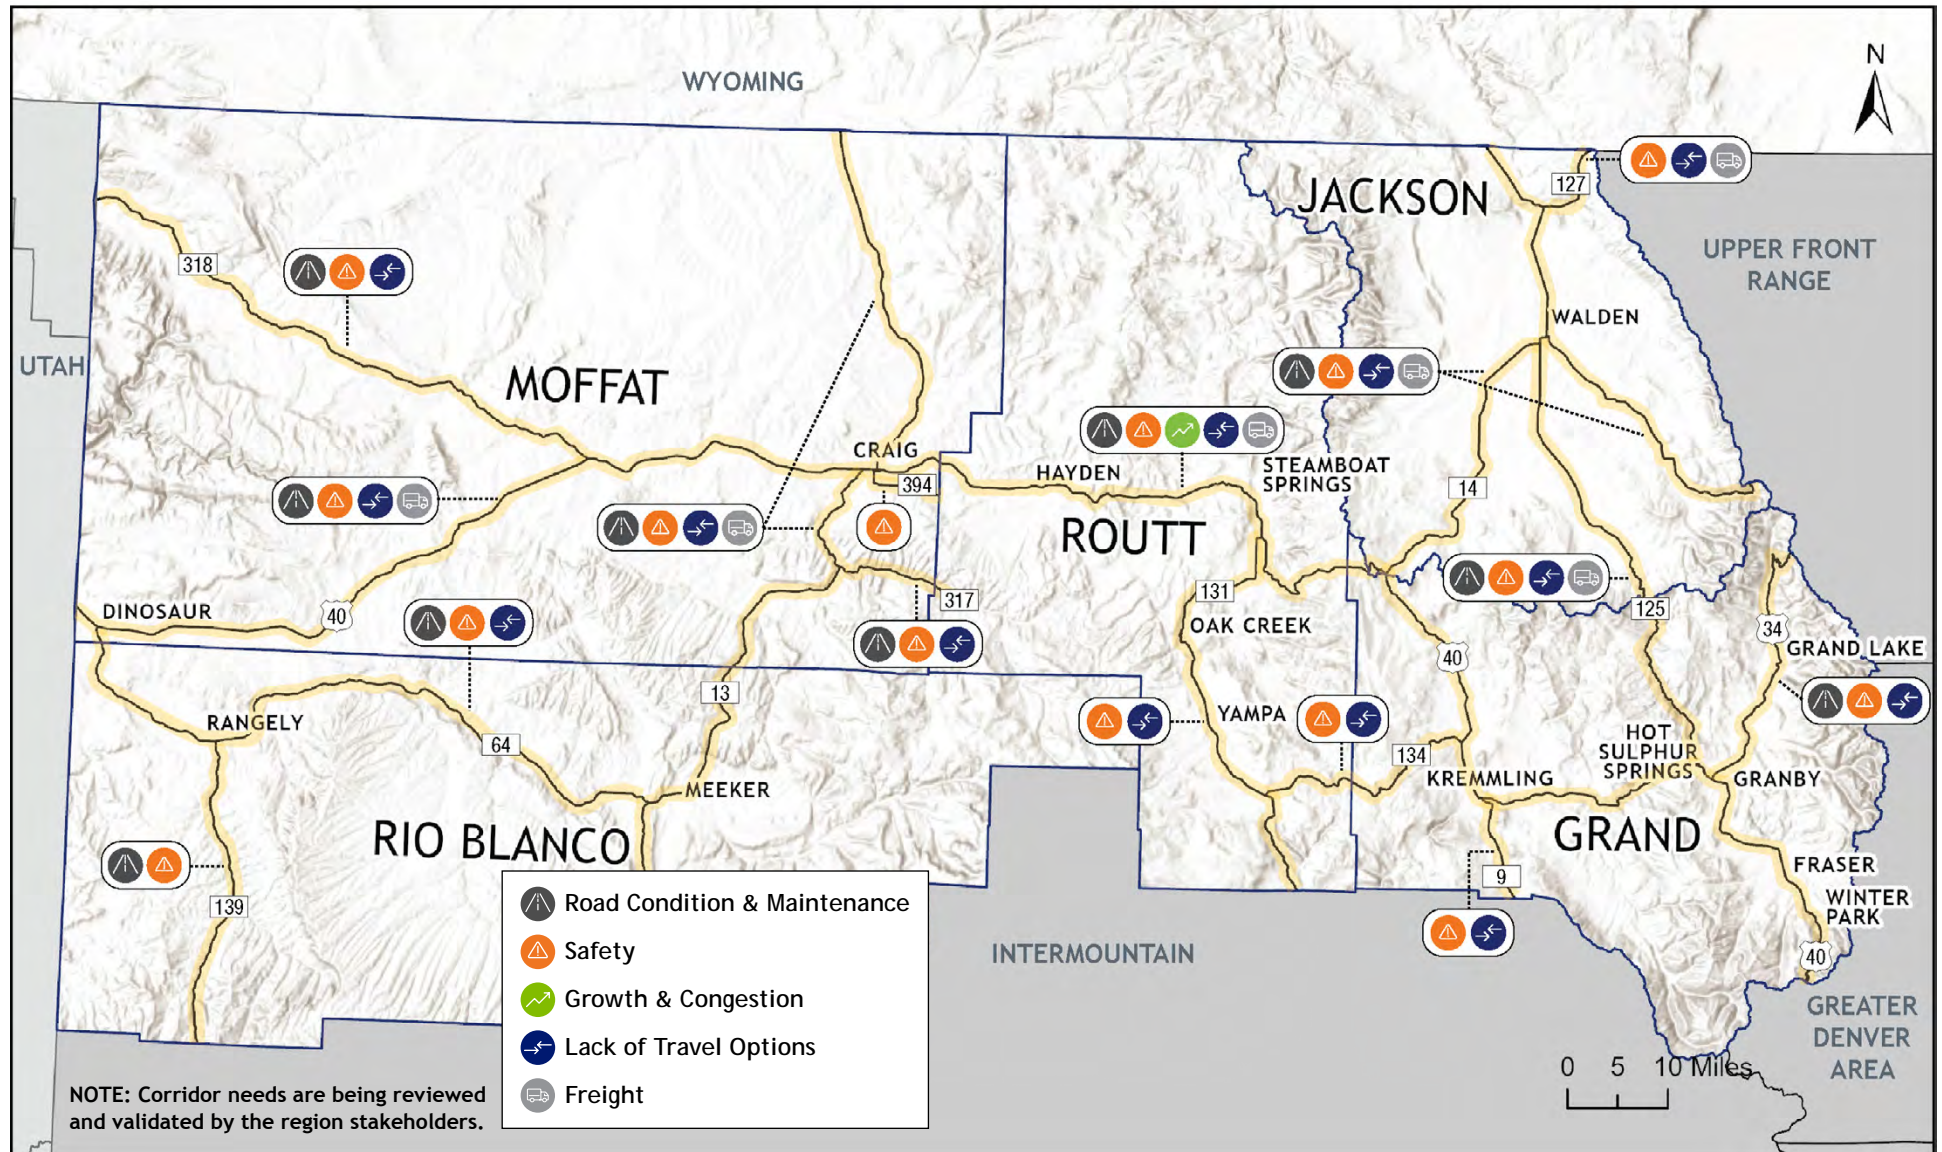 WYOMING
N
127
JACKSON
UPPER FRONT
RANGE
318
WALDEN
UTAH
MOFFAT
CRAIG
394
HAYDEN
STEAMBOAT
SPRINGS
14
ROUTT
DINOSAUR
40
317
131
OAK CREEK
125
34
GRAND LAKE
40
13
RANGELY
64
YAMPA
134
HOT
SULPHUR
SPRINGS
KREMMLING
GRANBY
MEEKER
RIO BLANCO
GRAND
139
9
FRASER
WINTER
PARK
40
INTERMOUNTAIN
GREATER
DENVER
AREA
Road Condition & Maintenance
Safety
Growth & Congestion
Lack of Travel Options
Freight
0 5 10 Miles
NOTE: Corridor needs are being reviewed
and validated by the region stakeholders.